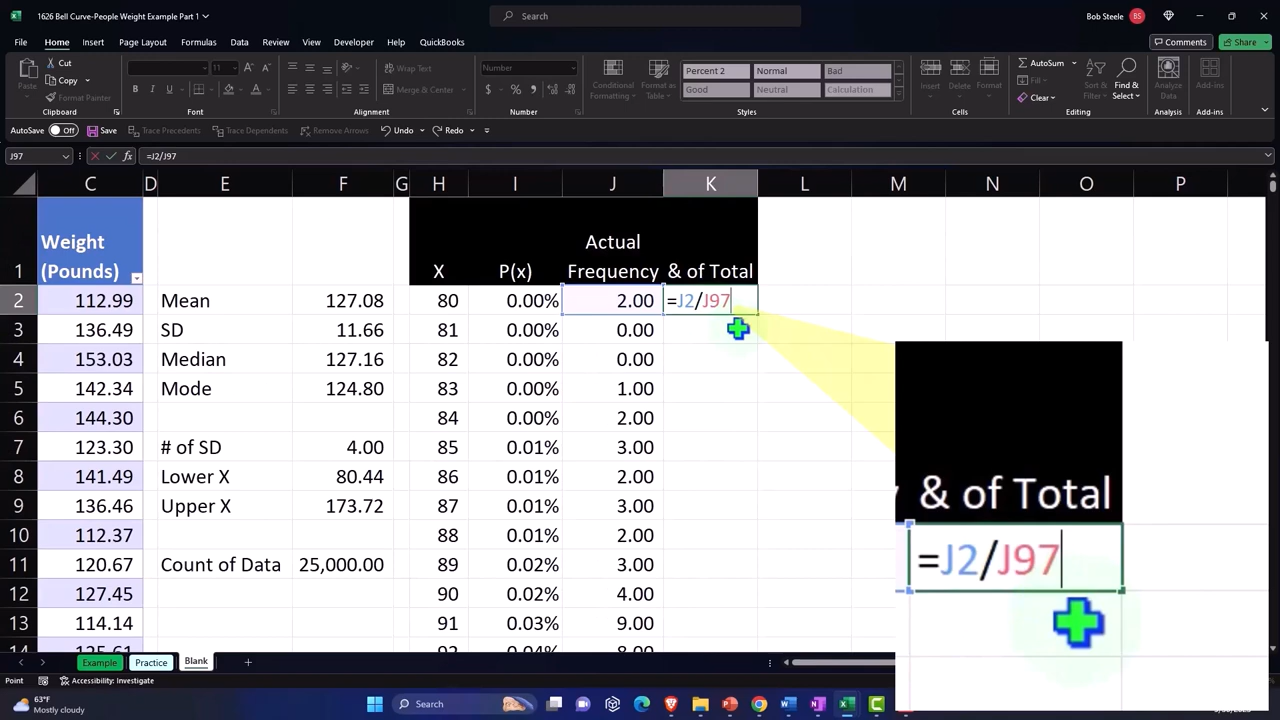 1626 Bell Curve-People Weight Example Part 1
Search
Bob Steele
BS
File Home Insert Page Layout Formulas Data Review View Developer Automate Help QuickBooks
Comments
Share
Cut
Copy
Paste
Format Painter
Clipboard
11
Font
Wrap Text
Merge & Center
Alignment
Number
Number
Conditional Formatting
Format as Table
Percent 2 Normal Bad
Good Neutral Calculation
Styles
Insert Delete Format
Cells
AutoSum
Fill
Clear
Sort & Filter
Find & Select
Editing
Analyze Data
Analysis
Add-ins
Add-ins
AutoSave Off Save Trace Precedents Trace Dependents Remove Arrows Undo Redo
J97 =J2/J97
C D E F G H I J K L M N O P
1 Weight (Pounds) X P(x) Actual Frequency & of Total
2 112.99 Mean 127.08 80 0.00% 2.00 =J2/J97
3 136.49 SD 11.66 81 0.00% 0.00
4 153.03 Median 127.16 82 0.00% 0.00
5 142.34 Mode 124.80 83 0.00% 1.00
6 144.30 84 0.00% 2.00
7 123.30 # of SD 4.00 85 0.01% 3.00
8 141.49 Lower X 80.44 86 0.01% 2.00
9 136.46 Upper X 173.72 87 0.01% 3.00
10 112.37 88 0.01% 2.00
11 120.67 Count of Data 25,000.00 89 0.02% 3.00
12 127.45 90 0.02% 4.00
13 114.14 91 0.03% 9.00
& of Total
=J2/J97
Example Practice Blank
Point Accessibility: Investigate
63°F
Mostly cloudy
Search